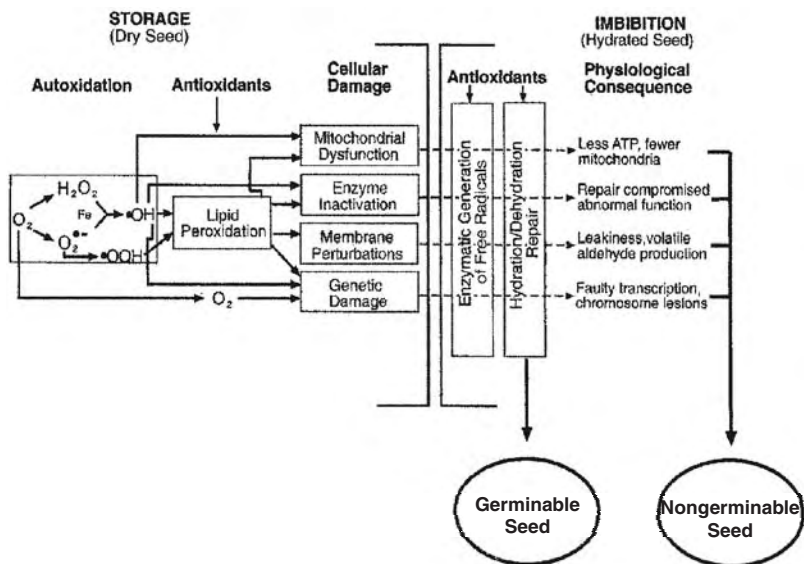 STORAGE
(Dry Seed)
IMBIBITION
(Hydrated Seed)
Autoxidation
Antioxidants
Cellular
Damage
Antioxidants
Physiological
Consequence
Mitochondrial
Dysfunction
Less ATP, fewer
mitochondria
H₂O₂
Enzyme
Inactivation
Repair compromised
abnormal function
O₂
Fe
•OH
Lipid
Peroxidation
O₂•−
•OOH
Membrane
Perturbations
Leakiness,volatile
aldehyde production
Genetic
Damage
Faulty transcription,
chromosome lesions
O₂
Enzymatic Generation
of Free Radicals
Hydration/Dehydration
Repair
Germinable
Seed
Nongerminable
Seed